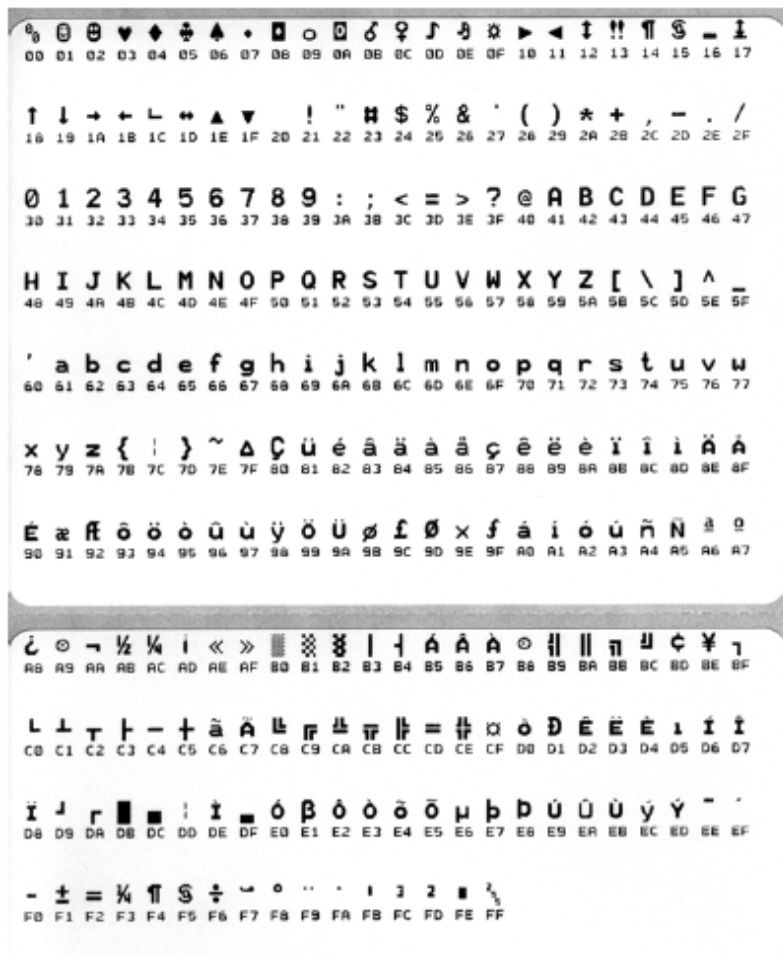 ☺ ☻ ♥ ♦ ♣ ♠ • ◘ ○ ◙ ♂ ♀ ♪ ☼ ► ◄ ↕ ‼ ¶ § ▬ ↨
00 01 02 03 04 05 06 07 08 09 0A 0B 0C 0D 0E 0F 10 11 12 13 14 15 16 17
↑ ↓ → ← ∟ ↔ ▲ ▼ ! " # $ % & ' ( ) * + , - . /
18 19 1A 1B 1C 1D 1E 1F 20 21 22 23 24 25 26 27 28 29 2A 2B 2C 2D 2E 2F
0 1 2 3 4 5 6 7 8 9 : ; < = > ? @ A B C D E F G
30 31 32 33 34 35 36 37 38 39 3A 3B 3C 3D 3E 3F 40 41 42 43 44 45 46 47
H I J K L M N O P Q R S T U V W X Y Z [ \ ] ^ _
48 49 4A 4B 4C 4D 4E 4F 50 51 52 53 54 55 56 57 58 59 5A 5B 5C 5D 5E 5F
' a b c d e f g h i j k l m n o p q r s t u v w
60 61 62 63 64 65 66 67 68 69 6A 6B 6C 6D 6E 6F 70 71 72 73 74 75 76 77
x y z { ¦ } ~ ∆ Ç ü é â ä à å ç ê ë è ï î ì Ä Å
78 79 7A 7B 7C 7D 7E 7F 80 81 82 83 84 85 86 87 88 89 8A 8B 8C 8D 8E 8F
É æ Æ ô ö ò û ù ÿ Ö Ü ø £ Ø × ƒ á í ó ú ñ Ñ ª º
90 91 92 93 94 95 96 97 98 99 9A 9B 9C 9D 9E 9F A0 A1 A2 A3 A4 A5 A6 A7
¿ ® ¬ ½ ¼ ¡ « » ░ ▒ ▓ │ ┤ Á Â À © ╣ ║ ╗ ╝ ¢ ¥ ┐
A8 A9 AA AB AC AD AE AF B0 B1 B2 B3 B4 B5 B6 B7 B8 B9 BA BB BC BD BE BF
└ ┴ ┬ ├ ─ ┼ ã Ã ╚ ╔ ╩ ╦ ╠ ═ ╬ ¤ ð Ð Ê Ë È ı Í Î
C0 C1 C2 C3 C4 C5 C6 C7 C8 C9 CA CB CC CD CE CF D0 D1 D2 D3 D4 D5 D6 D7
Ï ┘ ┌ █ ▄ ¦ Ì ▬ Ó ß Ô Ò õ Õ µ þ Þ Ú Û Ù ý Ý ¯ ´
D8 D9 DA DB DC DD DE DF E0 E1 E2 E3 E4 E5 E6 E7 E8 E9 EA EB EC ED EE EF
- ± = ¾ ¶ § ÷ ¸ ° ¨ · ¹ ³ ² ■
F0 F1 F2 F3 F4 F5 F6 F7 F8 F9 FA FB FC FD FE FF